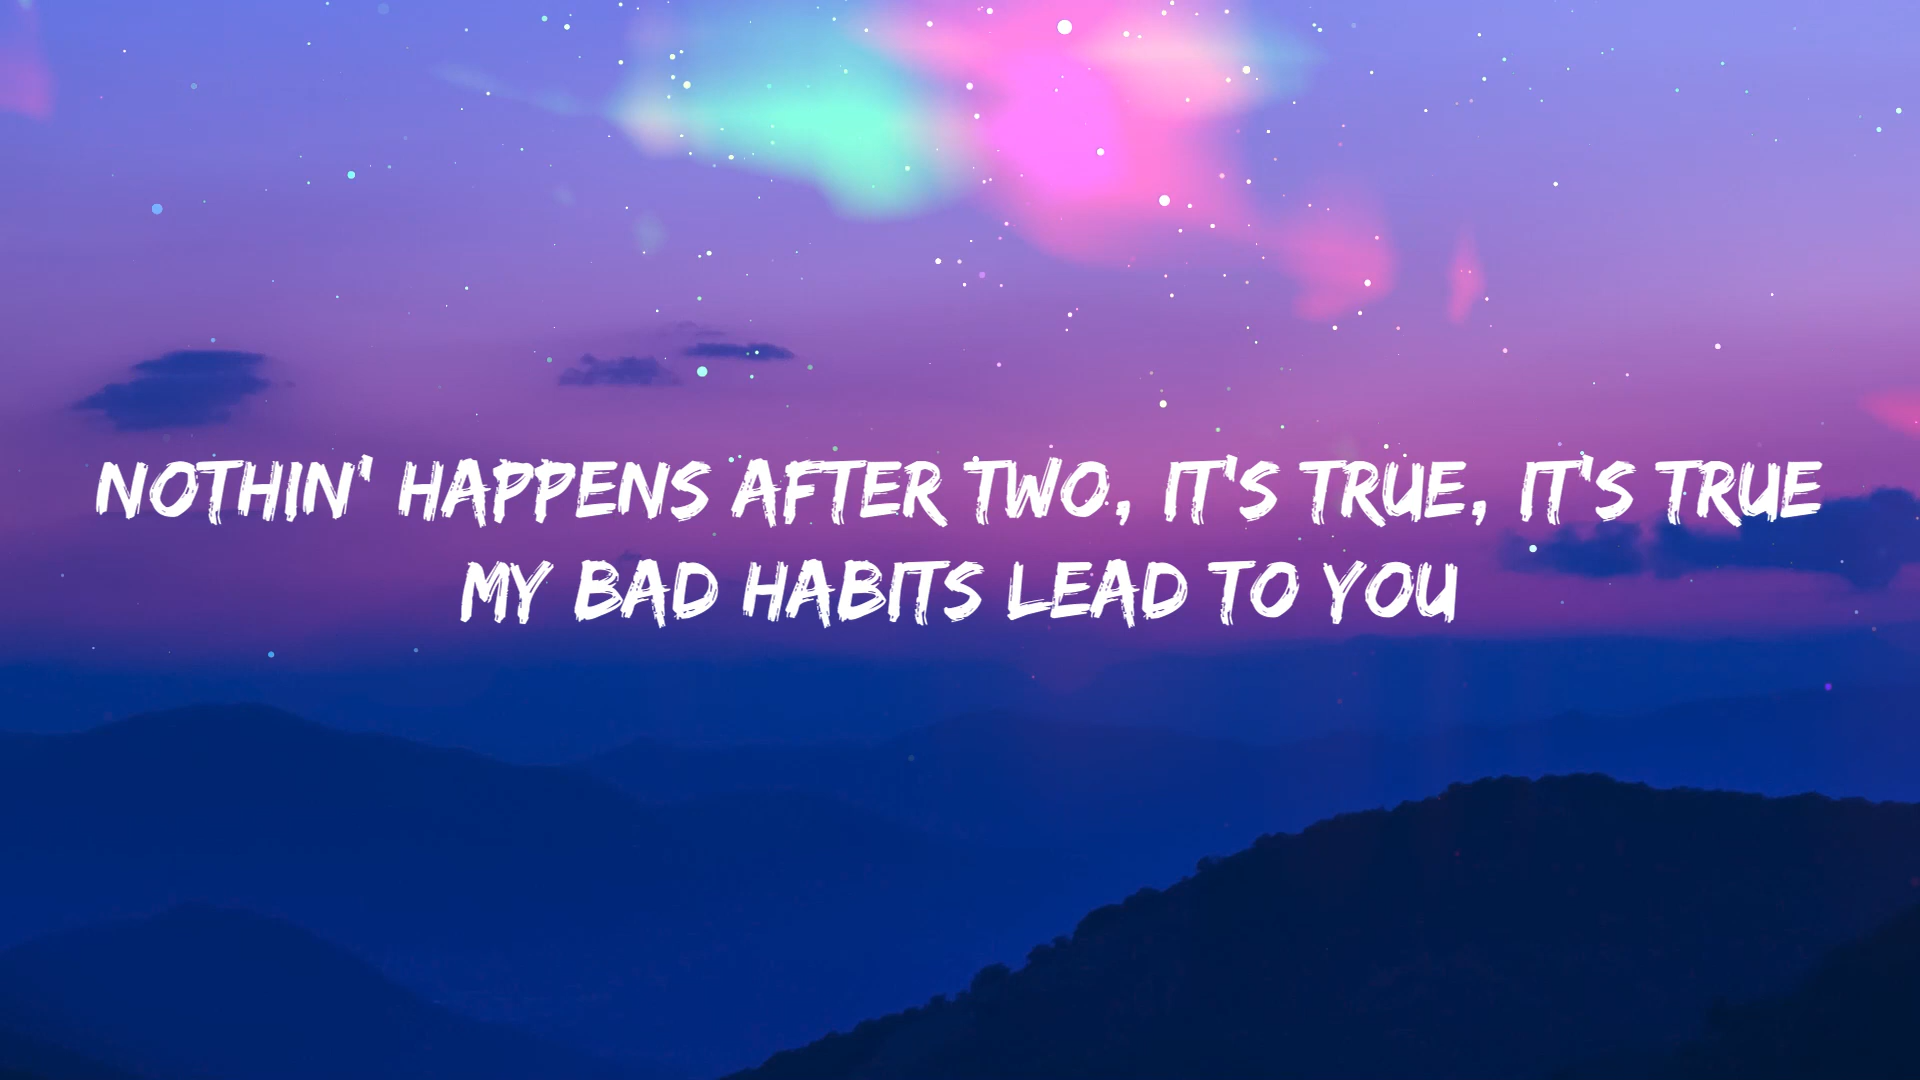 NOTHIN' HAPPENS AFTER TWO, IT'S TRUE, IT'S TRUE
MY BAD HABITS LEAD TO YOU